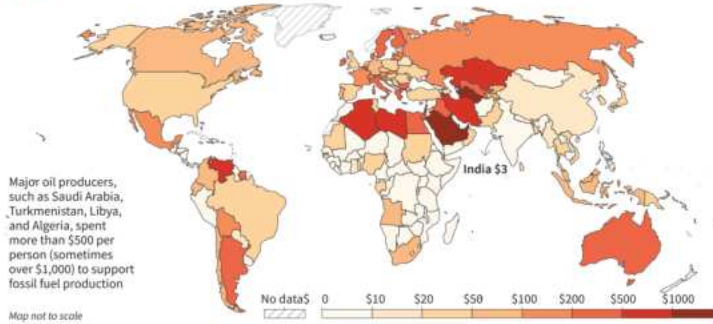 India $3
Major oil producers,
such as Saudi Arabia,
Turkmenistan, Libya,
and Algeria, spent
more than $500 per
person (sometimes
over $1,000) to support
fossil fuel production
No data$ 0 $10 $20 $50 $100 $200 $500 $1000
Map not to scale